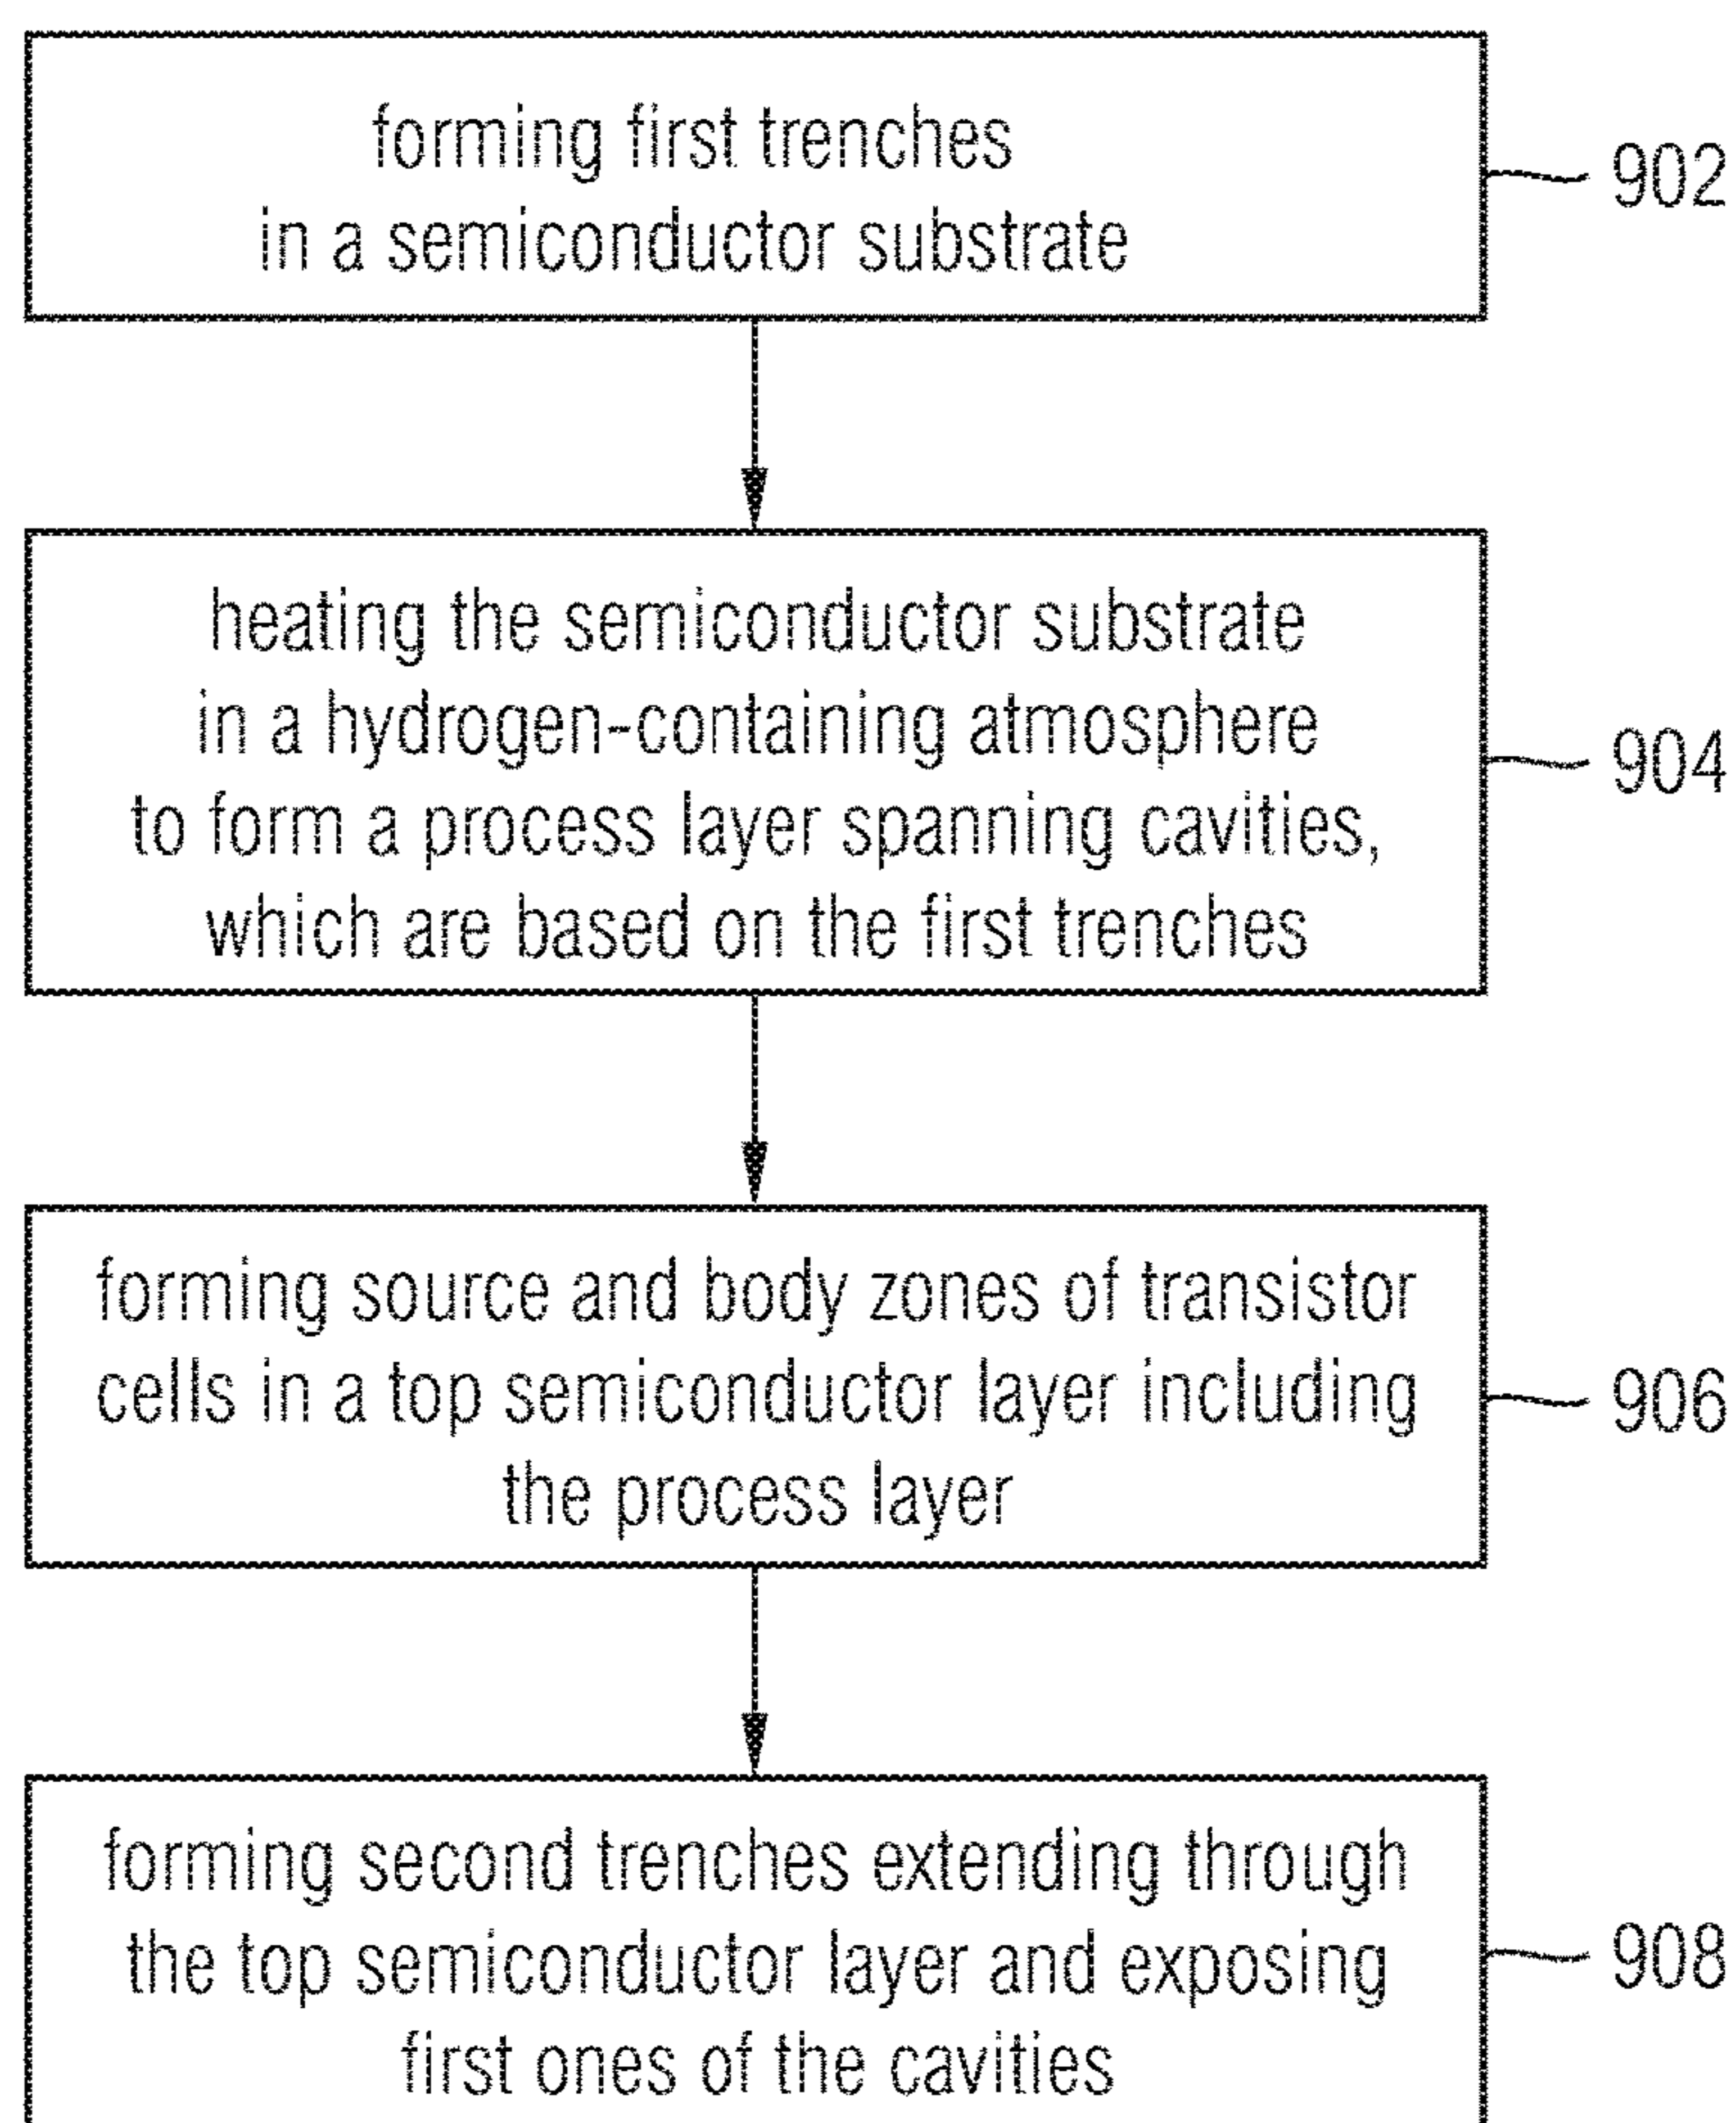 forming first trenches
in a semiconductor substrate
902
heating the semiconductor substrate
in a hydrogen-containing atmosphere
to form a process layer spanning cavities,
which are based on the first trenches
904
forming source and body zones of transistor
cells in a top semiconductor layer including
the process layer
906
forming second trenches extending through
the top semiconductor layer and exposing
first ones of the cavities
908